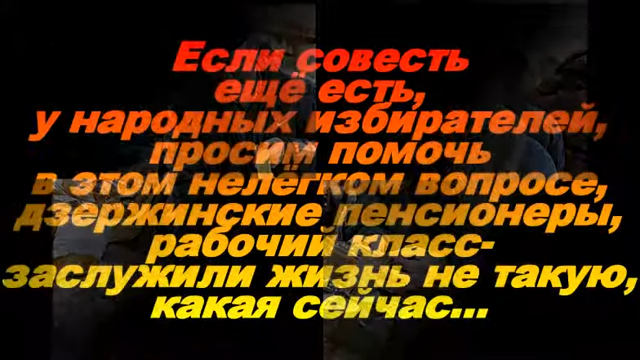 Если совесть
ещё есть,
у народных избирателей,
просим помочь
в этом нелёгком вопросе,
дзержинские пенсионеры,
рабочий класс-
заслужили жизнь не такую,
какая сейчас...